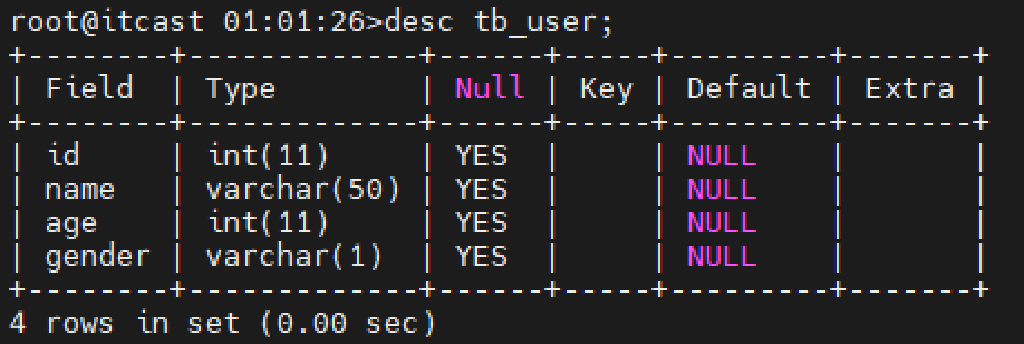 root@itcast 01:01:26>desc tb_user;
+--------+-------------+------+-----+---------+-------+
| Field  | Type        | Null | Key | Default | Extra |
+--------+-------------+------+-----+---------+-------+
| id     | int(11)     | YES  |     | NULL    |       |
| name   | varchar(50) | YES  |     | NULL    |       |
| age    | int(11)     | YES  |     | NULL    |       |
| gender | varchar(1)  | YES  |     | NULL    |       |
+--------+-------------+------+-----+---------+-------+
4 rows in set (0.00 sec)